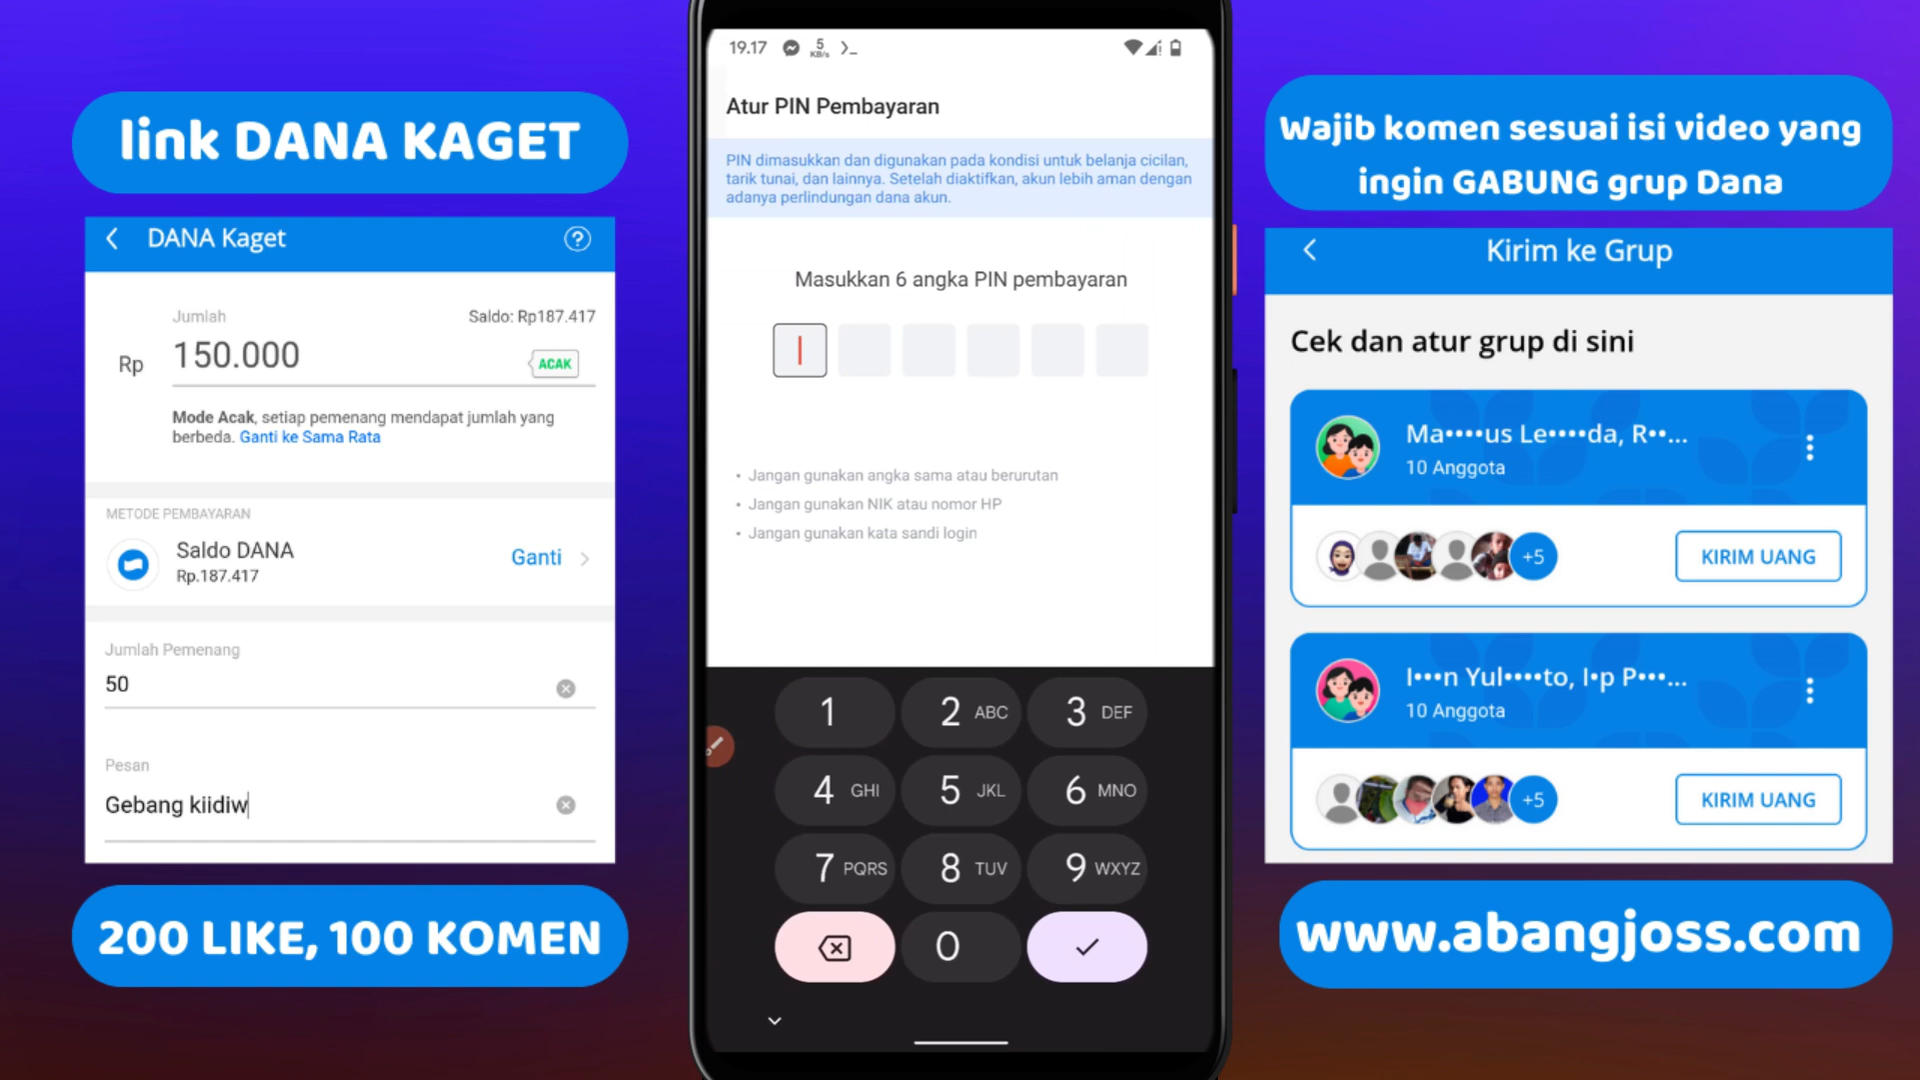 link DANA KAGET
DANA Kaget
?
Jumlah
Saldo: Rp187.417
Rp
150.000
ACAK
Mode Acak, setiap pemenang mendapat jumlah yang
berbeda. Ganti ke Sama Rata
METODE PEMBAYARAN
Saldo DANA
Rp.187.417
Ganti
Jumlah Pemenang
50
Pesan
Gebang kiidiw
200 LIKE, 100 KOMEN
19.17
5
KB/s
Atur PIN Pembayaran
PIN dimasukkan dan digunakan pada kondisi untuk belanja cicilan,
tarik tunai, dan lainnya. Setelah diaktifkan, akun lebih aman dengan
adanya perlindungan dana akun.
Masukkan 6 angka PIN pembayaran
• Jangan gunakan angka sama atau berurutan
• Jangan gunakan NIK atau nomor HP
• Jangan gunakan kata sandi login
1
2 ABC
3 DEF
4 GHI
5 JKL
6 MNO
7 PQRS
8 TUV
9 WXYZ
0
Wajib komen sesuai isi video yang
ingin GABUNG grup Dana
Kirim ke Grup
Cek dan atur grup di sini
Ma••••us Le••••da, R••...
10 Anggota
+5
KIRIM UANG
I•••n Yul••••to, I•p P•••...
10 Anggota
+5
KIRIM UANG
www.abangjoss.com